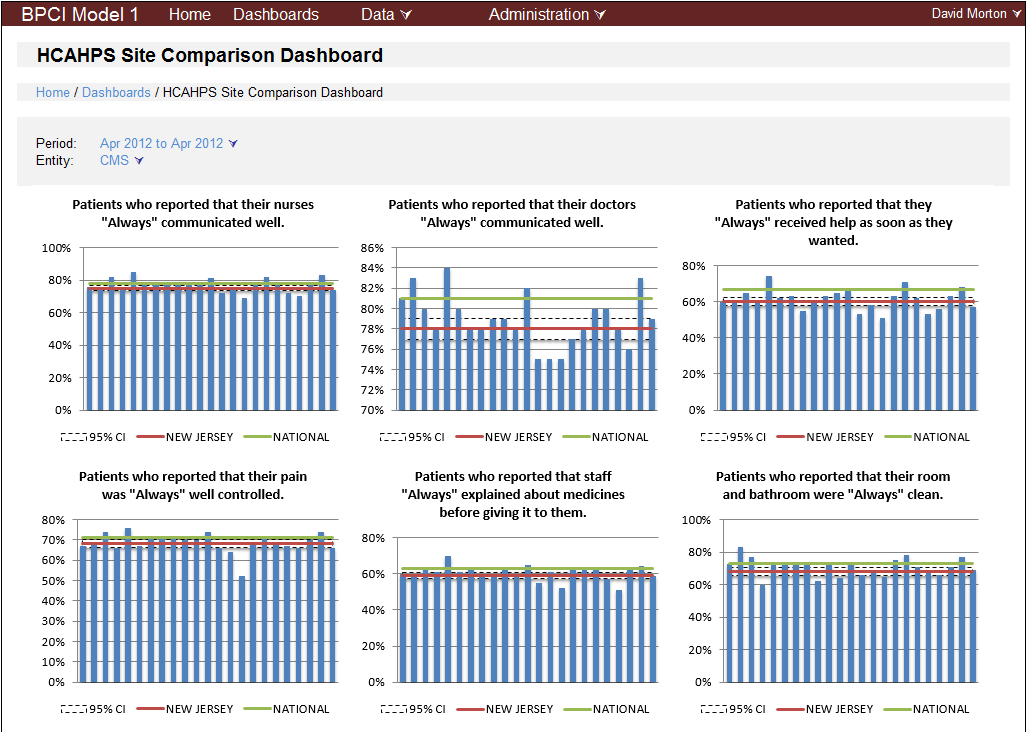 BPCI Model 1 Home Dashboards Data Administration David Morton
HCAHPS Site Comparison Dashboard
Home / Dashboards / HCAHPS Site Comparison Dashboard
Period: Apr 2012 to Apr 2012
Entity: CMS
Patients who reported that their nurses
"Always" communicated well.
100%
80%
60%
40%
20%
0%
95% CI NEW JERSEY NATIONAL
Patients who reported that their doctors
"Always" communicated well.
86%
84%
82%
80%
78%
76%
74%
72%
70%
95% CI NEW JERSEY NATIONAL
Patients who reported that they
"Always" received help as soon as they
wanted.
80%
60%
40%
20%
0%
95% CI NEW JERSEY NATIONAL
Patients who reported that their pain
was "Always" well controlled.
80%
70%
60%
50%
40%
30%
20%
10%
0%
95% CI NEW JERSEY NATIONAL
Patients who reported that staff
"Always" explained about medicines
before giving it to them.
80%
60%
40%
20%
0%
95% CI NEW JERSEY NATIONAL
Patients who reported that their room
and bathroom were "Always" clean.
100%
80%
60%
40%
20%
0%
95% CI NEW JERSEY NATIONAL